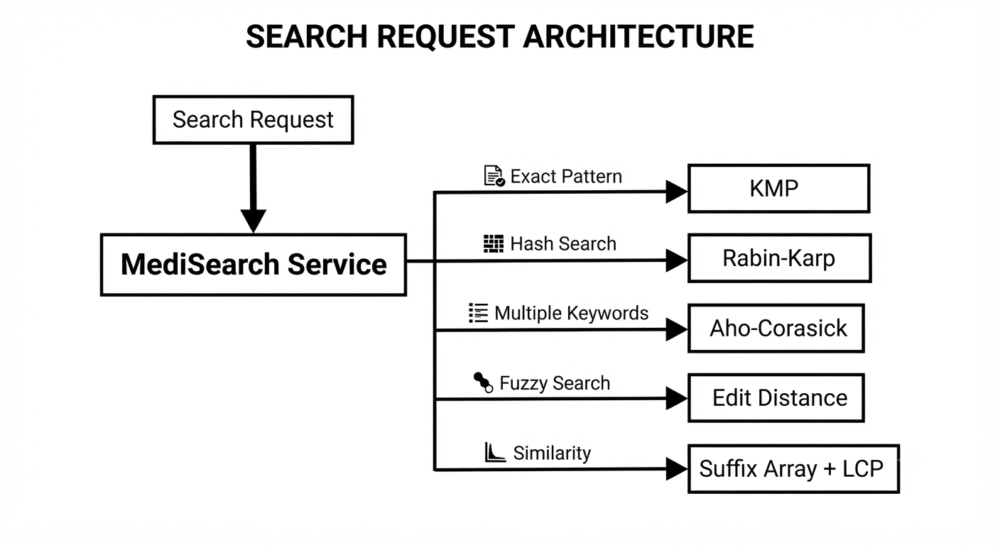 SEARCH REQUEST ARCHITECTURE
Search Request
MediSearch Service
Exact Pattern
KMP
Hash Search
Rabin-Karp
Multiple Keywords
Aho-Corasick
Fuzzy Search
Edit Distance
Similarity
Suffix Array + LCP